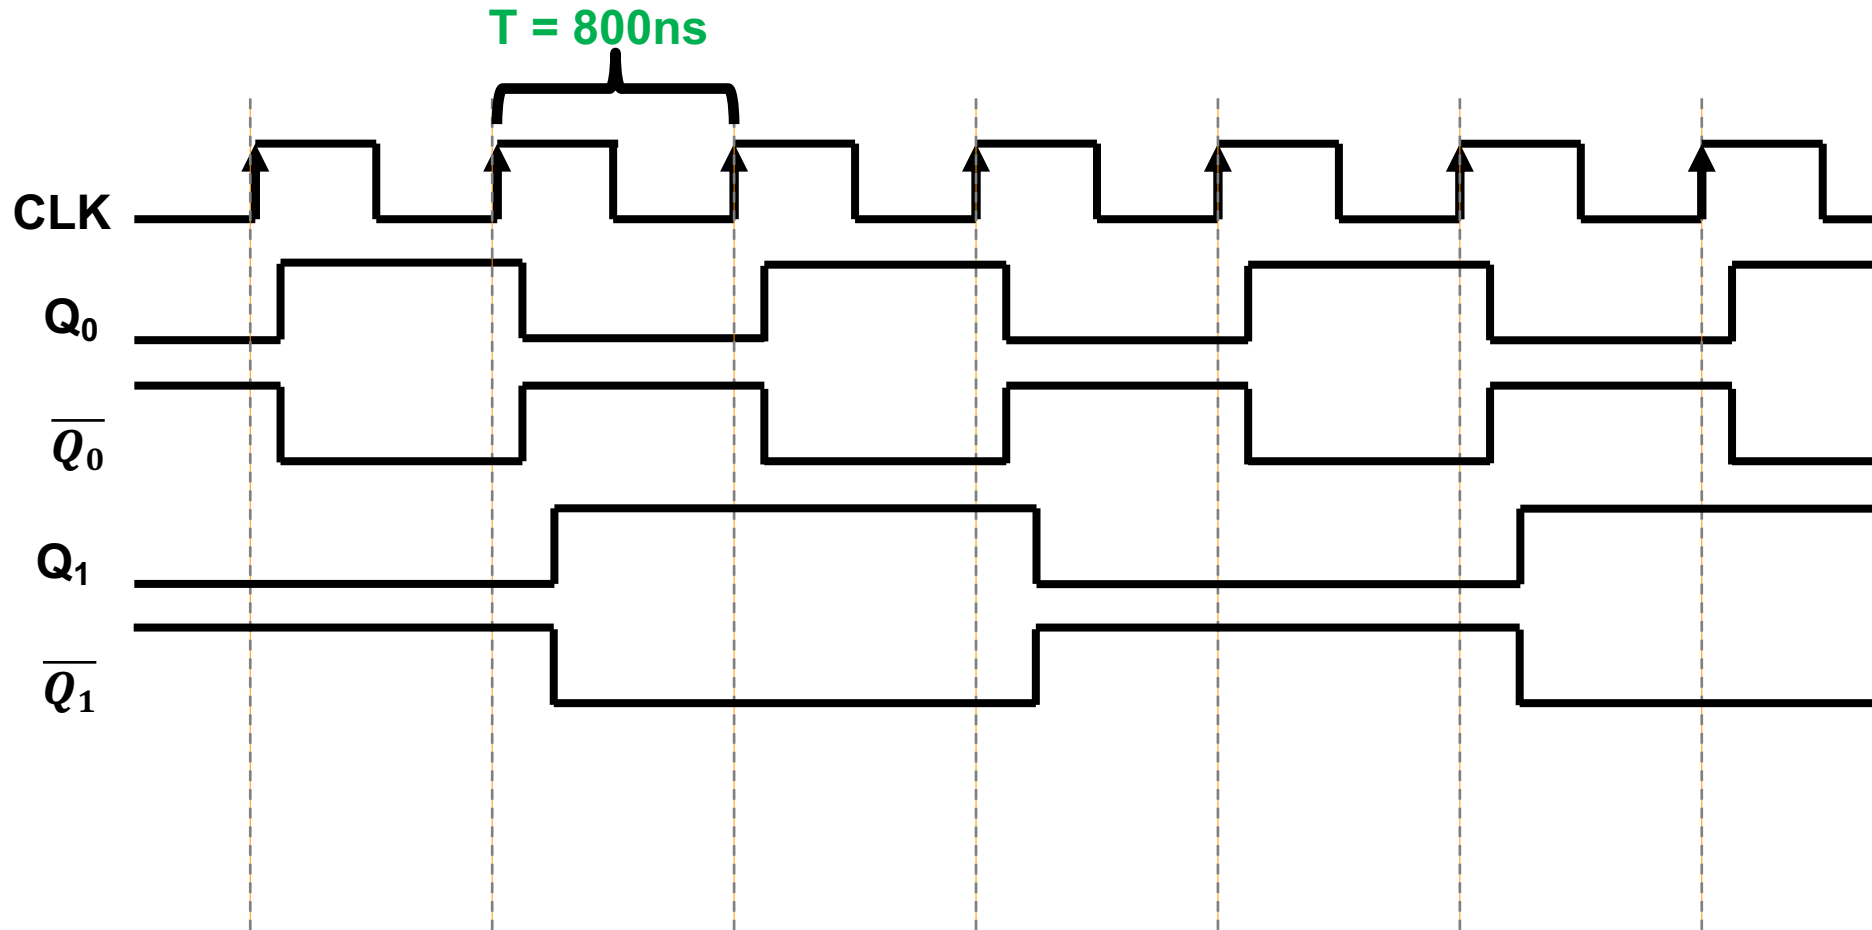 T = 800ns
CLK
Q₀
Q̅₀
Q₁
Q̅₁